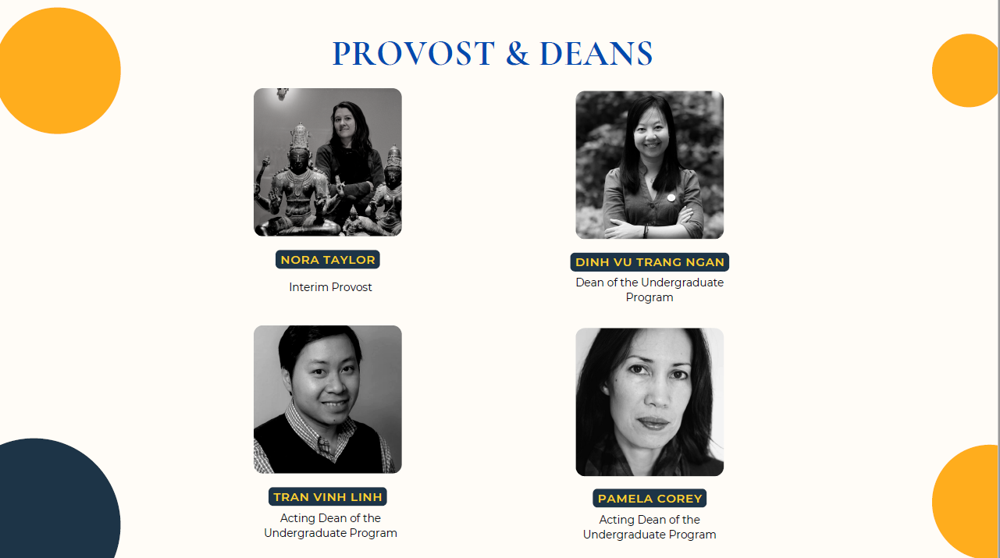 PROVOST & DEANS
NORA TAYLOR
Interim Provost
DINH VU TRANG NGAN
Dean of the Undergraduate
Program
TRAN VINH LINH
Acting Dean of the
Undergraduate Program
PAMELA COREY
Acting Dean of the
Undergraduate Program